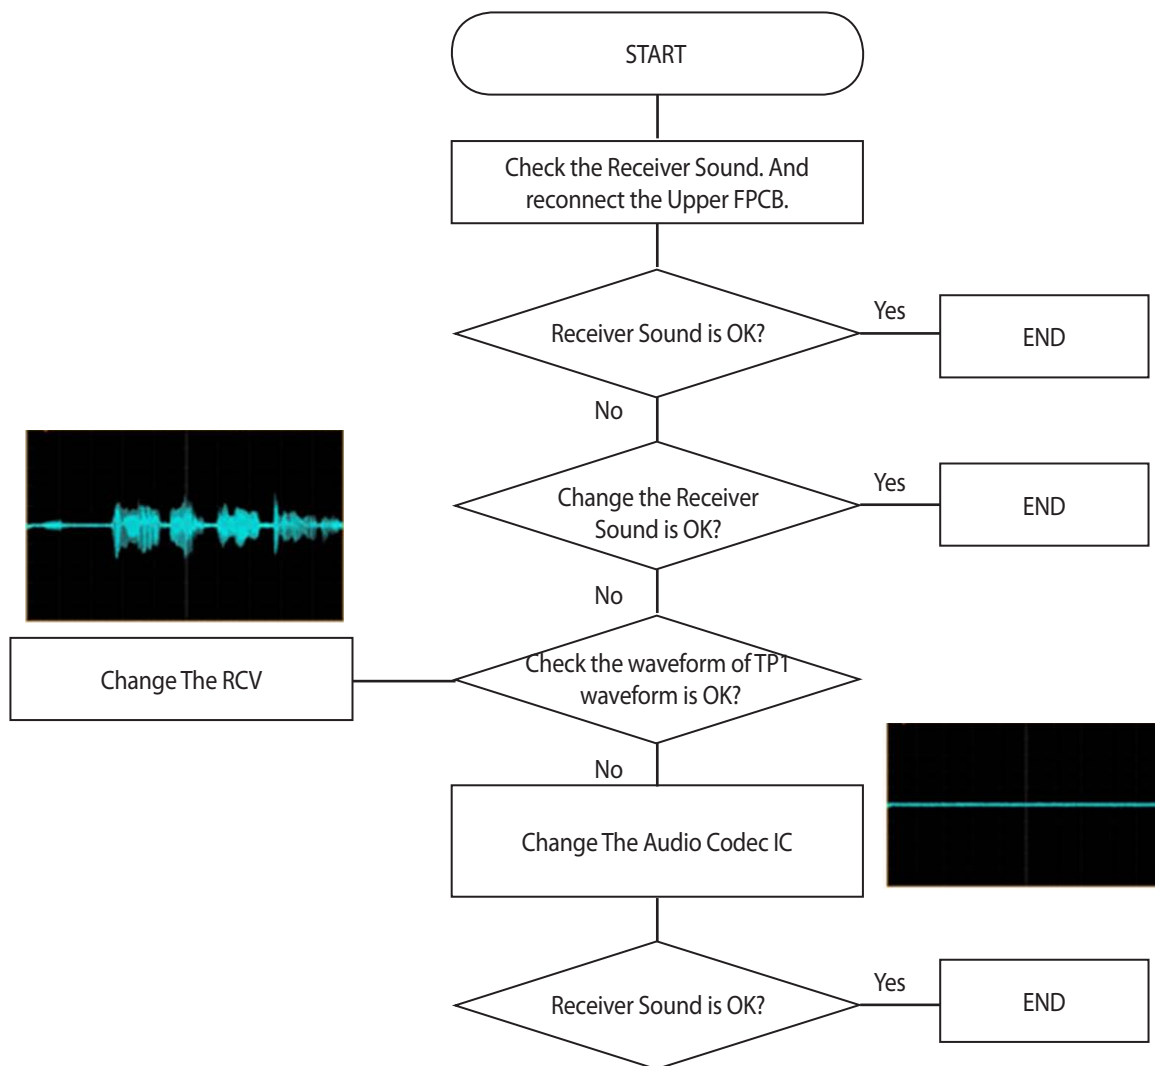 START
Check the Receiver Sound. And
reconnect the Upper FPCB.
Receiver Sound is OK?
Yes
END
No
Change the Receiver
Sound is OK?
Yes
END
No
Check the waveform of TP1
waveform is OK?
Change The RCV
No
Change The Audio Codec IC
Receiver Sound is OK?
Yes
END